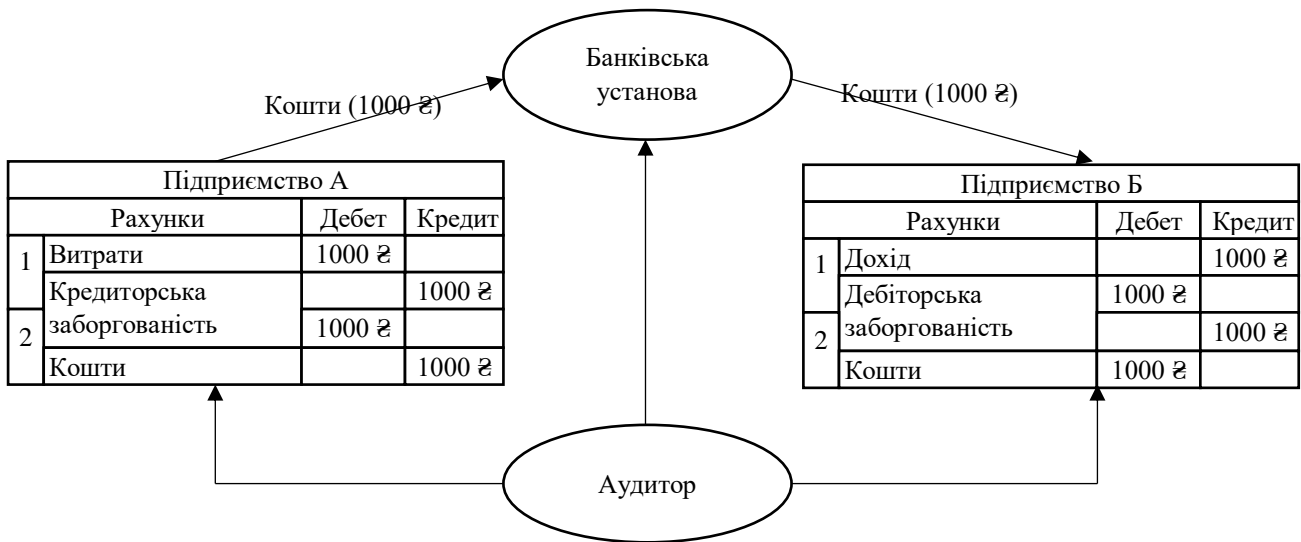 Банківська
установа
Кошти (1000 ₴)
Кошти (1000 ₴)
Підприємство А
Рахунки Дебет Кредит
1 Витрати 1000 ₴
Кредиторська 1000 ₴
2 заборгованість 1000 ₴
Кошти 1000 ₴
Підприємство Б
Рахунки Дебет Кредит
1 Дохід 1000 ₴
Дебіторська 1000 ₴
2 заборгованість 1000 ₴
Кошти 1000 ₴
Аудитор